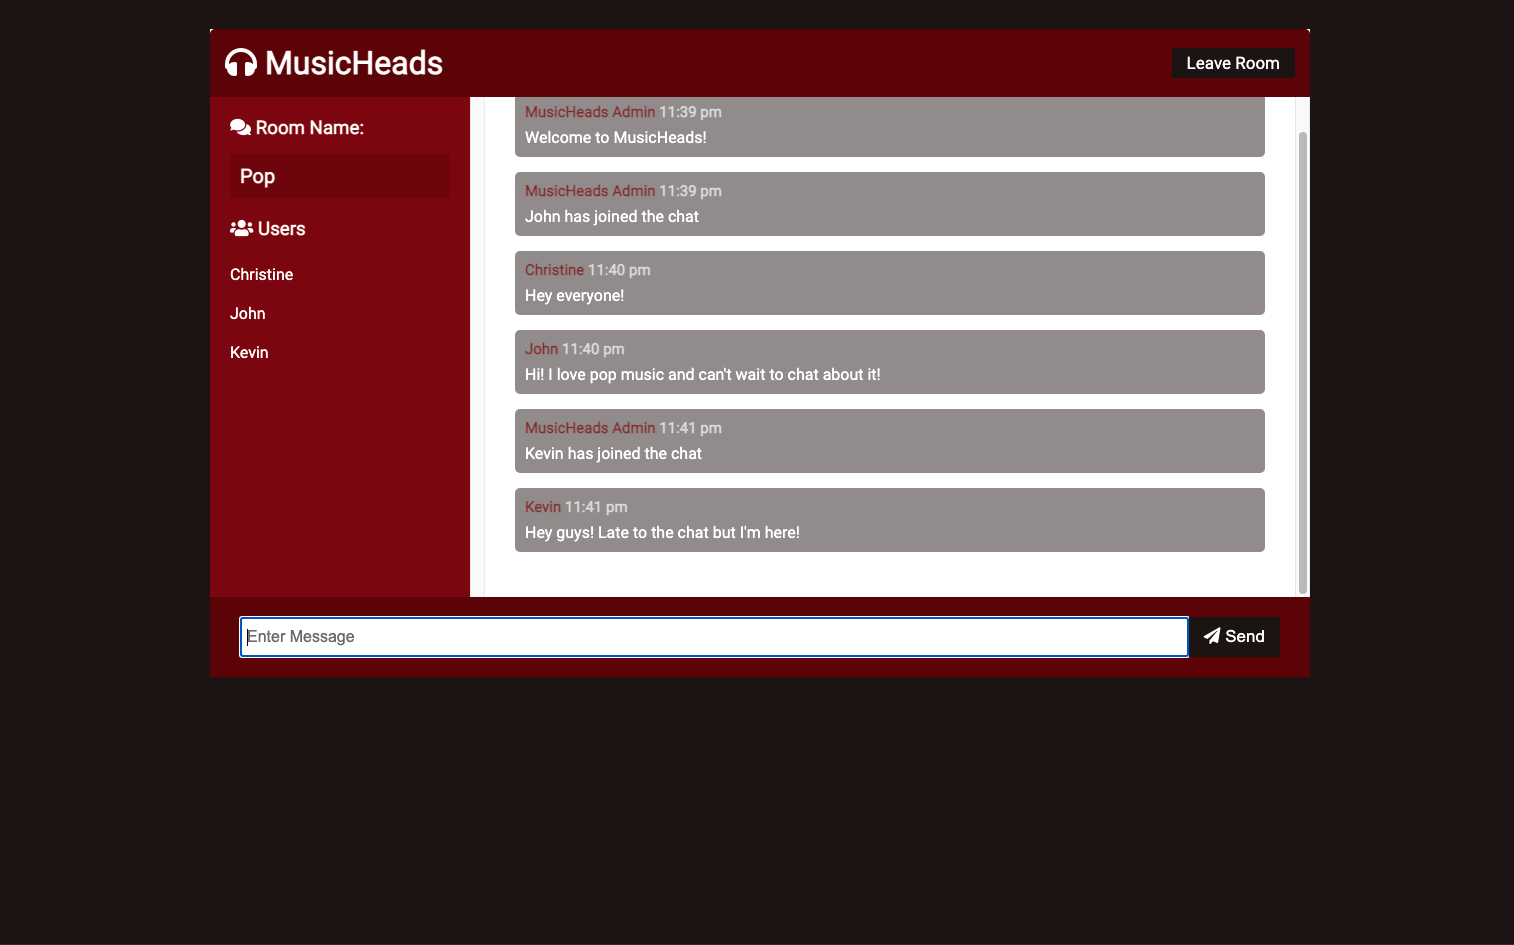 MusicHeads
Leave Room
Room Name:
Pop
Users
Christine
John
Kevin
MusicHeads Admin 11:39 pm
Welcome to MusicHeads!
MusicHeads Admin 11:39 pm
John has joined the chat
Christine 11:40 pm
Hey everyone!
John 11:40 pm
Hi! I love pop music and can't wait to chat about it!
MusicHeads Admin 11:41 pm
Kevin has joined the chat
Kevin 11:41 pm
Hey guys! Late to the chat but I'm here!
Enter Message
Send